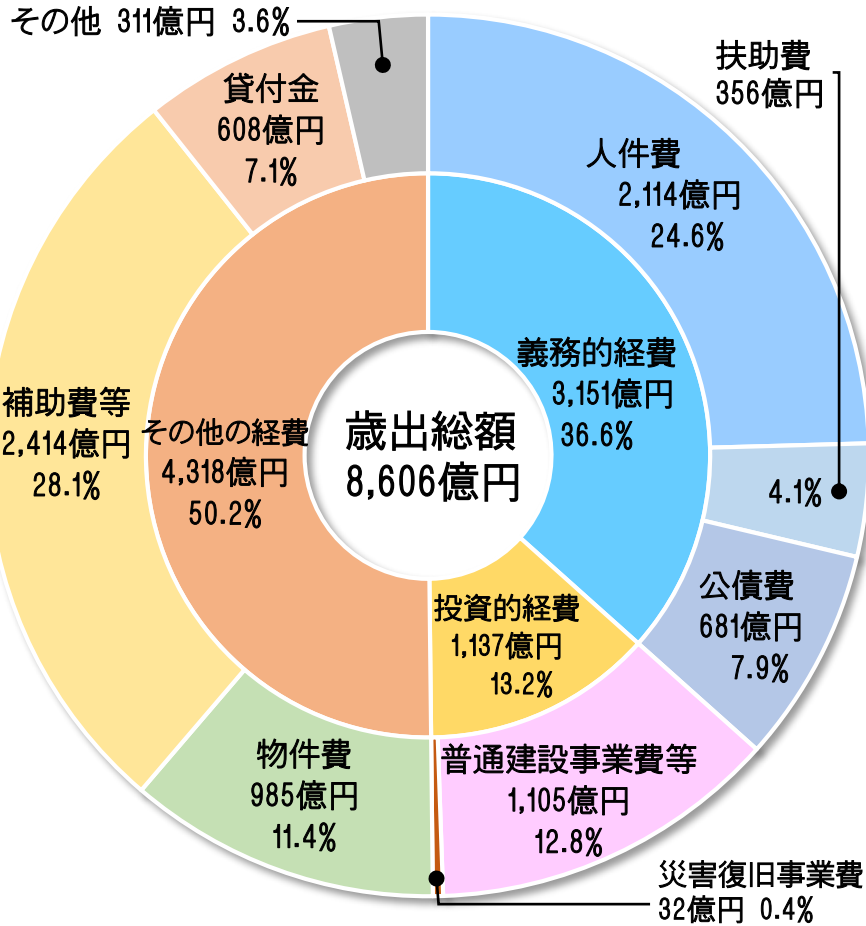 その他 311億円 3.6%
貸付金
608億円
7.1%
扶助費
356億円
人件費
2,114億円
24.6%
義務的経費
3,151億円
36.6%
補助費等
2,414億円
28.1%
その他の経費
4,318億円
50.2%
歳出総額
8,606億円
4.1%
公債費
681億円
7.9%
投資的経費
1,137億円
13.2%
物件費
985億円
11.4%
普通建設事業費等
1,105億円
12.8%
災害復旧事業費
32億円 0.4%